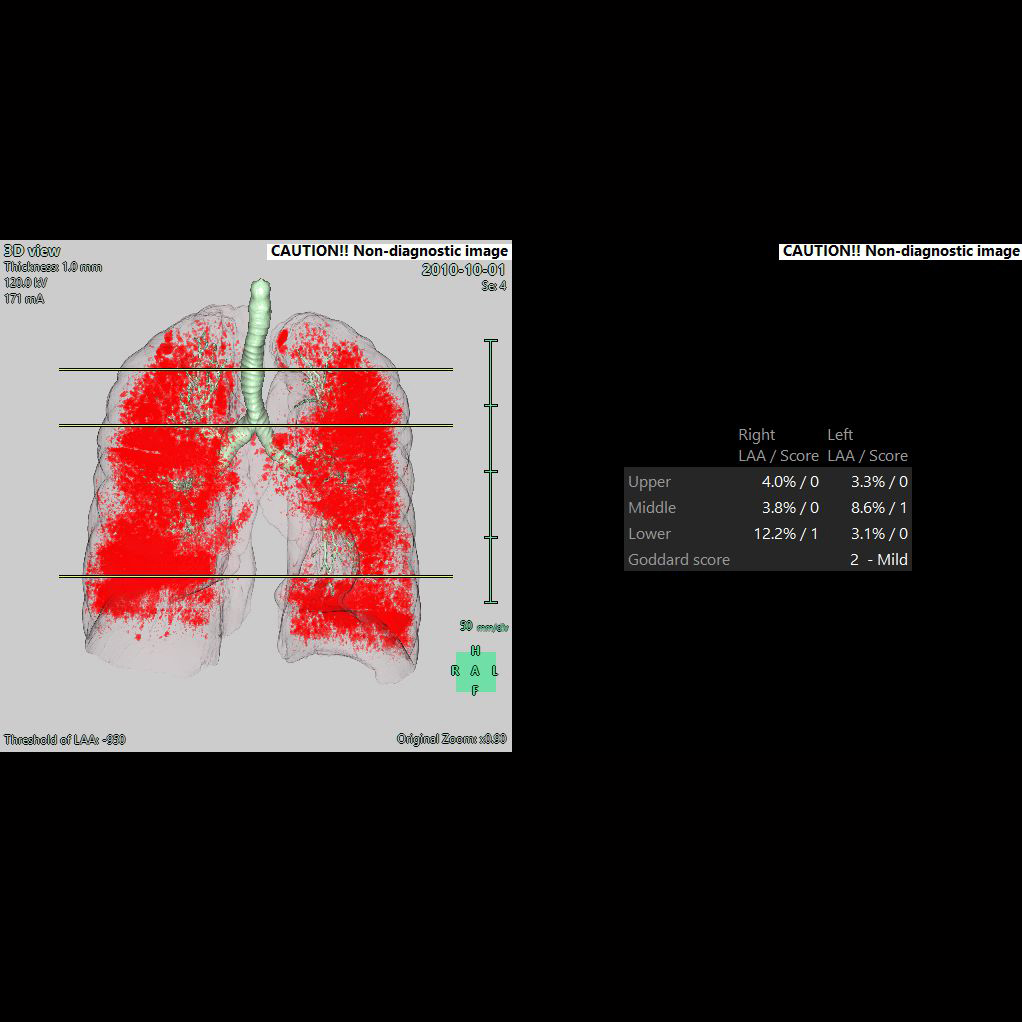 3D view
CAUTION!! Non-diagnostic image
Thickness: 1.0 mm
2010-10-01
120.0 kV
Se: 4
171 mA
50 mm/div
H
R A L
F
Threshold of LAA: -950
Original Zoom: x0.90
CAUTION!! Non-diagnostic image
Right Left
LAA / Score LAA / Score
Upper 4.0% / 0 3.3% / 0
Middle 3.8% / 0 8.6% / 1
Lower 12.2% / 1 3.1% / 0
Goddard score 2 - Mild